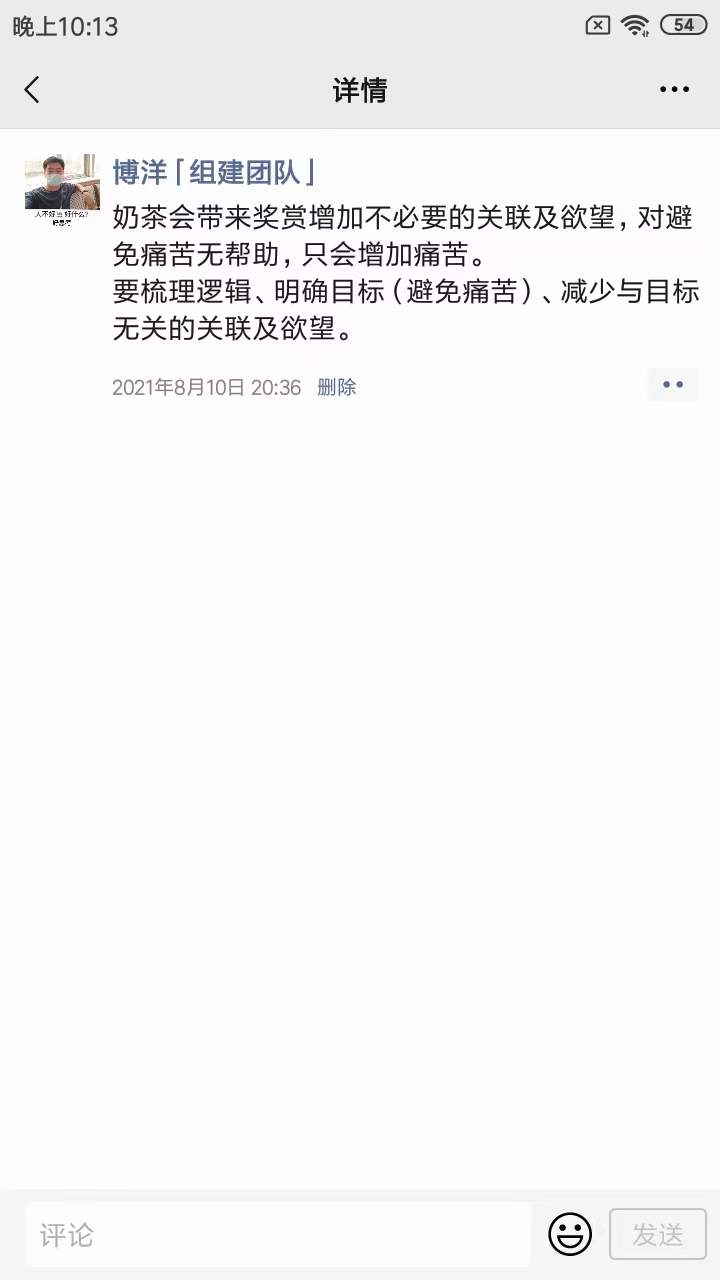 晚上10:13
54
详情
博洋「组建团队」
人不好当 好什么?
奶茶会带来奖赏增加不必要的关联及欲望，对避
免痛苦无帮助，只会增加痛苦。
要梳理逻辑、明确目标（避免痛苦）、减少与目标
无关的关联及欲望。
2021年8月10日 20:36 删除
评论
发送